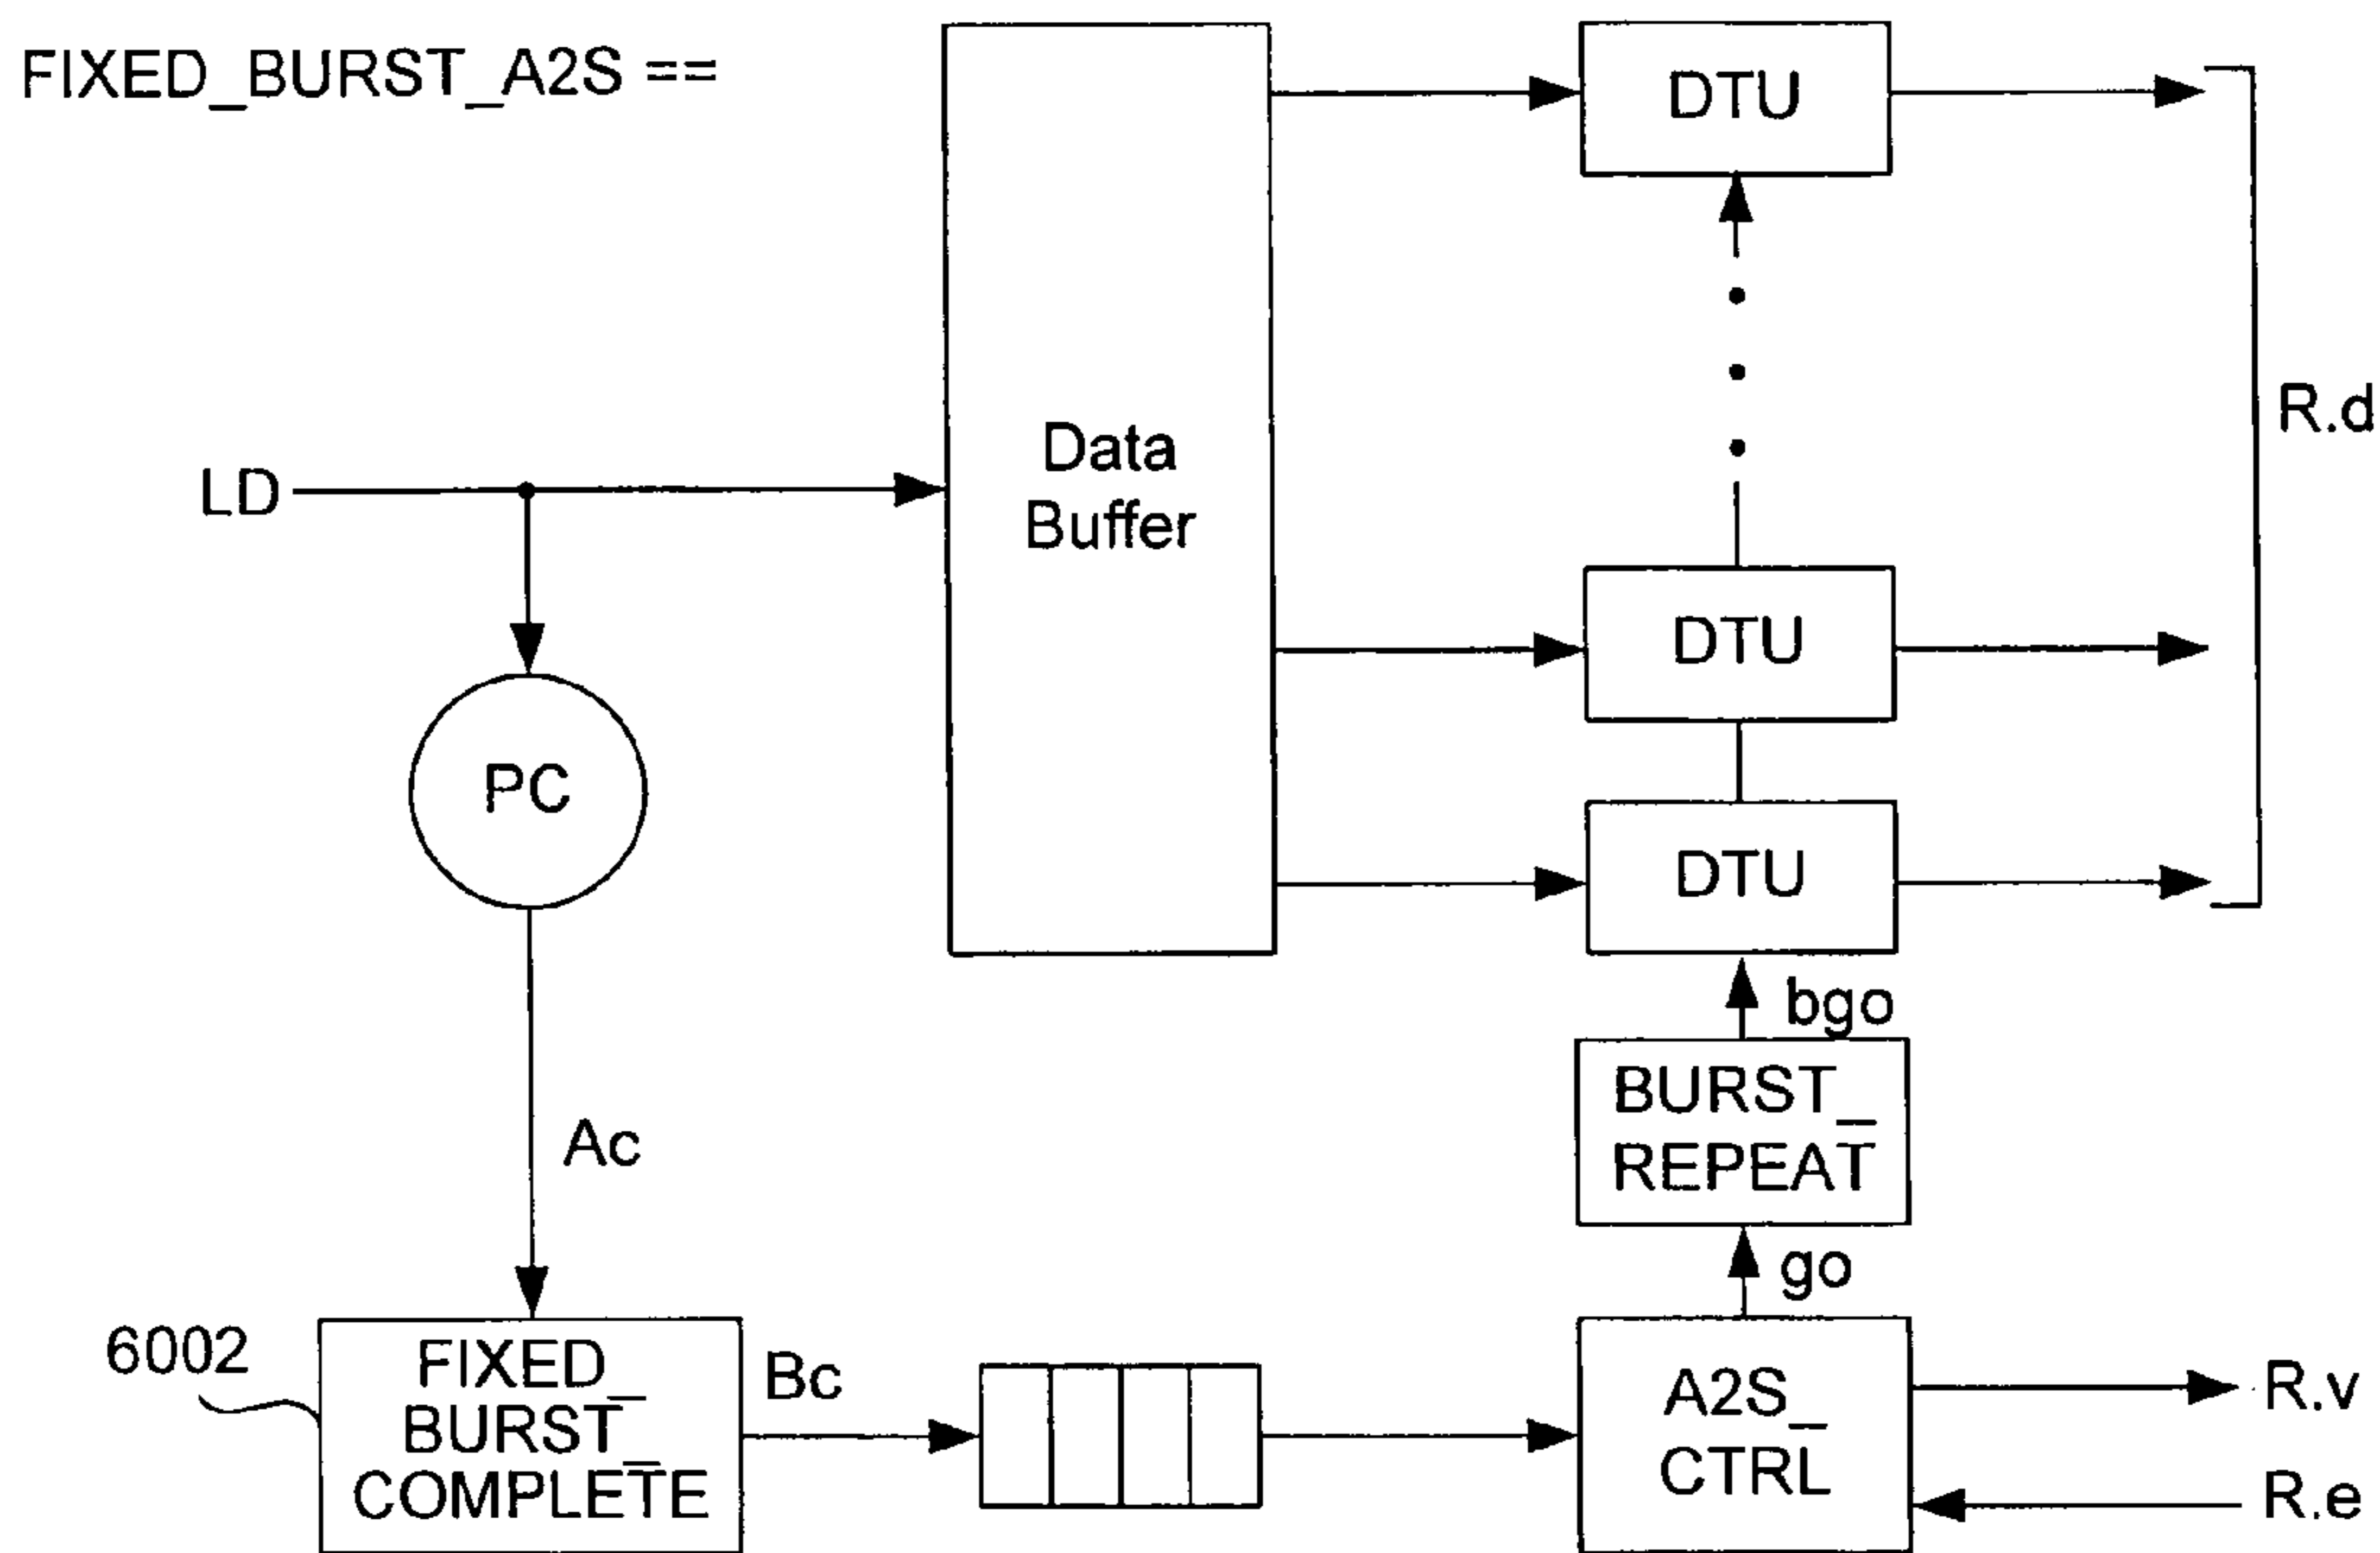 FIXED_BURST_A2S ==
DTU
R.d
LD
Data
Buffer
DTU
PC
DTU
bgo
BURST_
REPEAT
Ac
go
6002
FIXED_
BURST_
COMPLETE
Bc
A2S_
CTRL
R.v
R.e